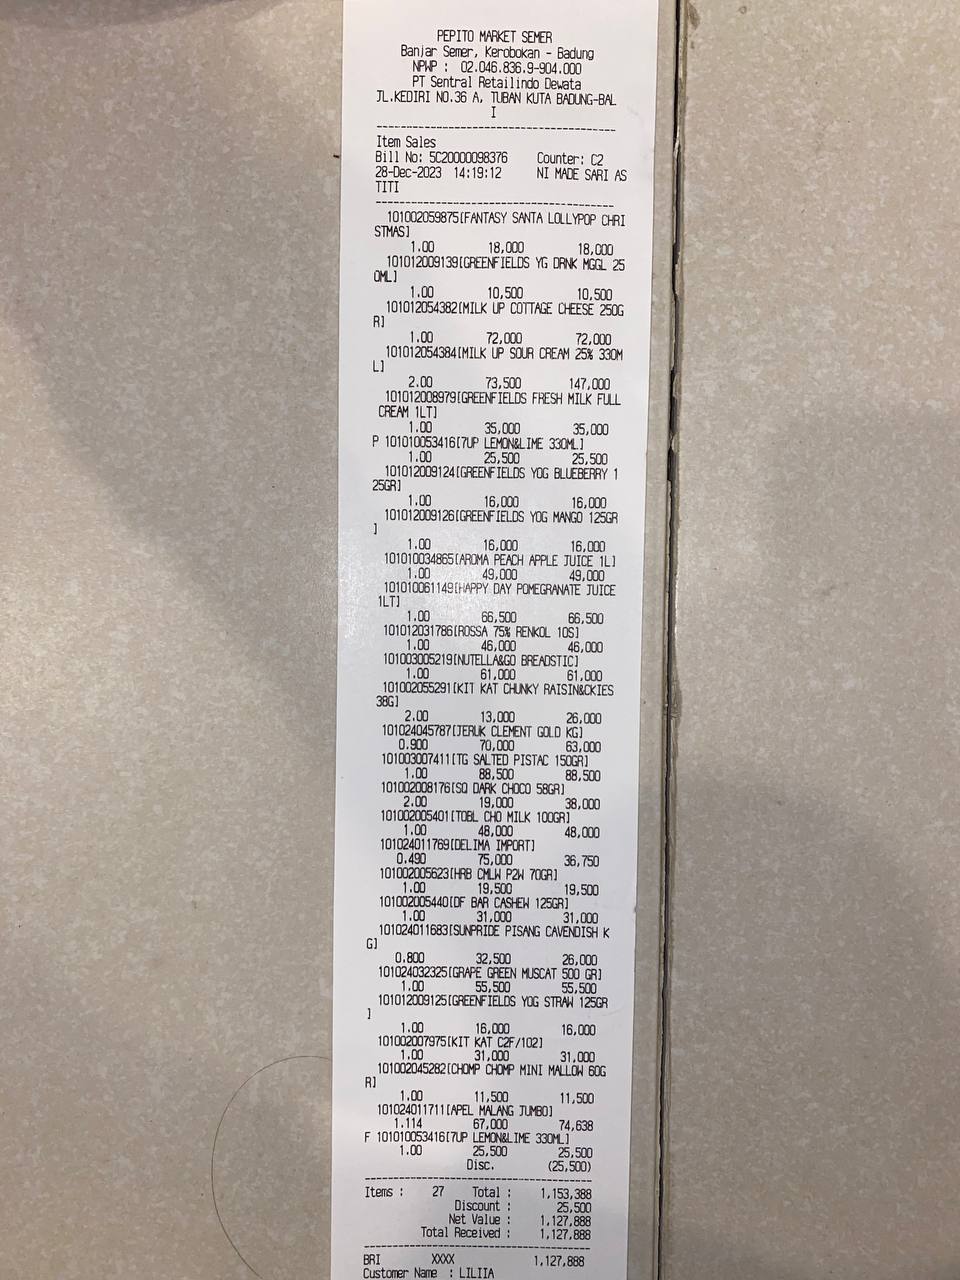 PEPITO MARKET SEMER
Banjar Semer, Kerobokan - Badung
NPWP : 02.046.836.9-904.000
PT Sentral Retailindo Dewata
JL.KEDIRI NO.36 A, TUBAN KUTA BADUNG-BAL
I
----------------------------------------
Item Sales
Bill No: 5C20000098376 Counter: C2
28-Dec-2023 14:19:12 NI MADE SARI AS
TITI
----------------------------------------
101002059875[FANTASY SANTA LOLLYPOP CHRI
STMAS]
1.00 18,000 18,000
101012009139[GREENFIELDS YG DRNK MGGL 25
0ML]
1.00 10,500 10,500
101012054382[MILK UP COTTAGE CHEESE 250G
R]
1.00 72,000 72,000
101012054384[MILK UP SOUR CREAM 25% 330M
L]
2.00 73,500 147,000
101012008979[GREENFIELDS FRESH MILK FULL
CREAM 1LT]
1.00 35,000 35,000
P 101010053416[7UP LEMON&LIME 330ML]
1.00 25,500 25,500
101012009124[GREENFIELDS YOG BLUEBERRY 1
25GR]
1.00 16,000 16,000
101012009126[GREENFIELDS YOG MANGO 125GR
]
1.00 16,000 16,000
101010034865[AROMA PEACH APPLE JUICE 1L]
1.00 49,000 49,000
101010061149[HAPPY DAY POMEGRANATE JUICE
1LT]
1.00 66,500 66,500
101012031786[ROSSA 75% RENKOL 10S]
1.00 46,000 46,000
101003005219[NUTELLA&GO BREADSTIC]
1.00 61,000 61,000
101002055291[KIT KAT CHUNKY RAISIN&CKIES
38G]
2.00 13,000 26,000
101024045787[JERUK CLEMENT GOLD KG]
0.900 70,000 63,000
101003007411[TG SALTED PISTAC 150GR]
1.00 88,500 88,500
101002008176[SQ DARK CHOCO 58GR]
2.00 19,000 38,000
101002005401[TOBL CHO MILK 100GR]
1.00 48,000 48,000
101024011769[DELIMA IMPORT]
0.490 75,000 36,750
101002005623[HRB CMLW P2W 70GR]
1.00 19,500 19,500
101002005440[DF BAR CASHEW 125GR]
1.00 31,000 31,000
101024011683[SUNPRIDE PISANG CAVENDISH K
G]
0.800 32,500 26,000
101024032325[GRAPE GREEN MUSCAT 500 GR]
1.00 55,500 55,500
101012009125[GREENFIELDS YOG STRAW 125GR
]
1.00 16,000 16,000
101002007975[KIT KAT C2F/102]
1.00 31,000 31,000
101002045282[CHOMP CHOMP MINI MALLOW 60G
R]
1.00 11,500 11,500
101024011711[APEL MALANG JUMBO]
1.114 67,000 74,638
F 101010053416[7UP LEMON&LIME 330ML]
1.00 25,500 25,500
Disc. (25,500)
----------------------------------------
Items : 27 Total : 1,153,388
Discount : 25,500
Net Value : 1,127,888
Total Received : 1,127,888
----------------------------------------
BRI XXXX 1,127,888
Customer Name : LILIIA